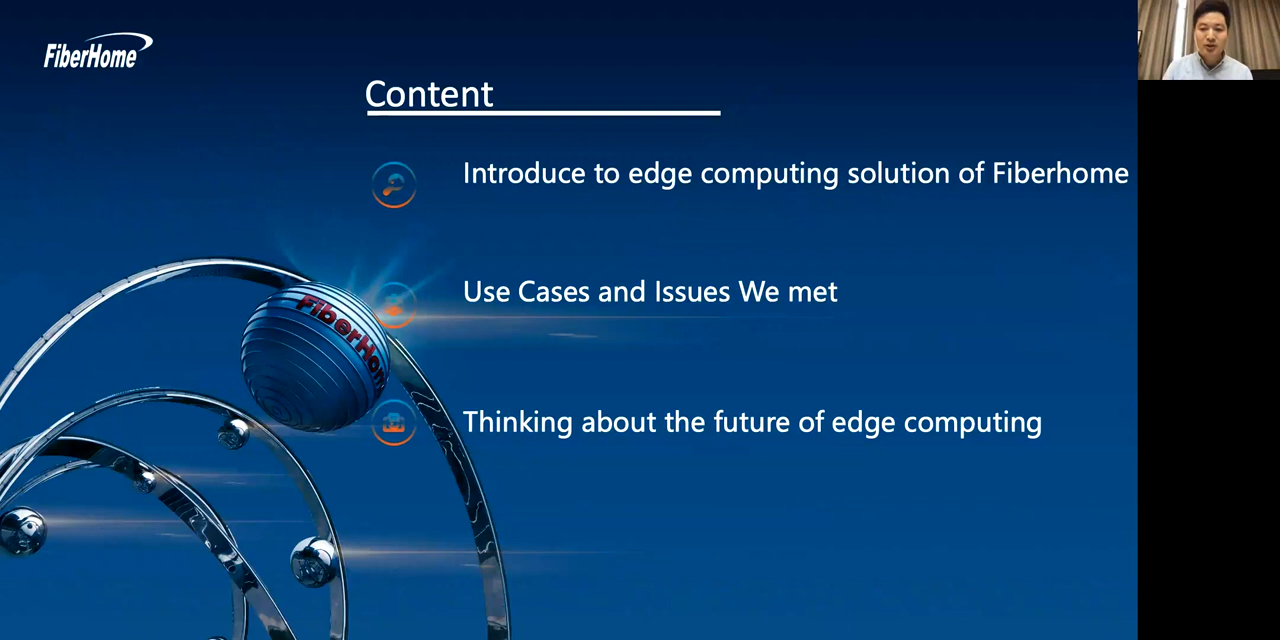 FiberHome
Content
Introduce to edge computing solution of Fiberhome
Use Cases and Issues We met
FiberHom
Thinking about the future of edge computing